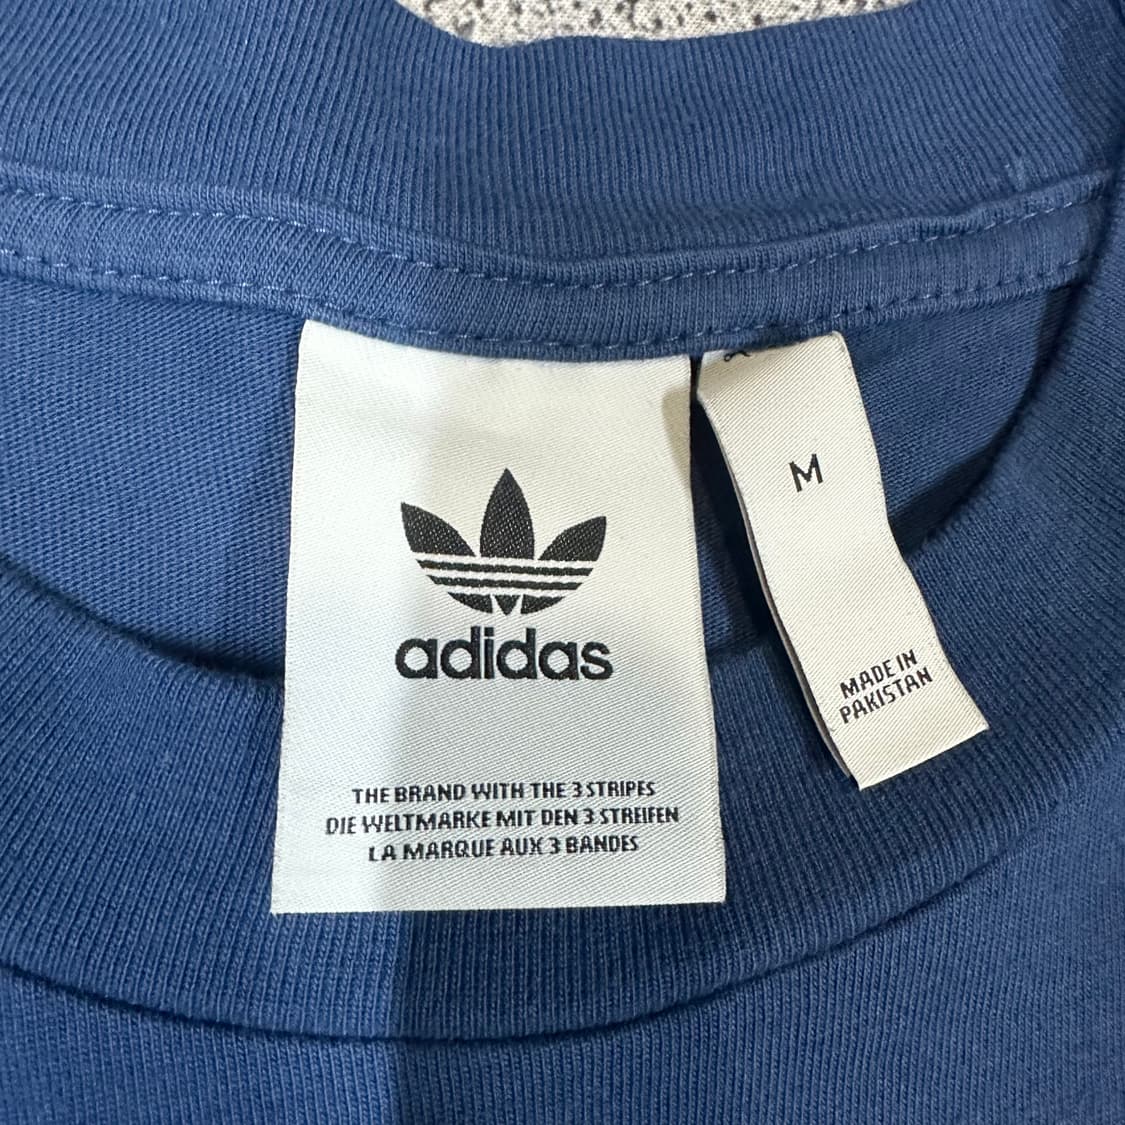 adidas
THE BRAND WITH THE 3 STRIPES
DIE WELTMARKE MIT DEN 3 STREIFEN
LA MARQUE AUX 3 BANDES
M
MADE IN
PAKISTAN